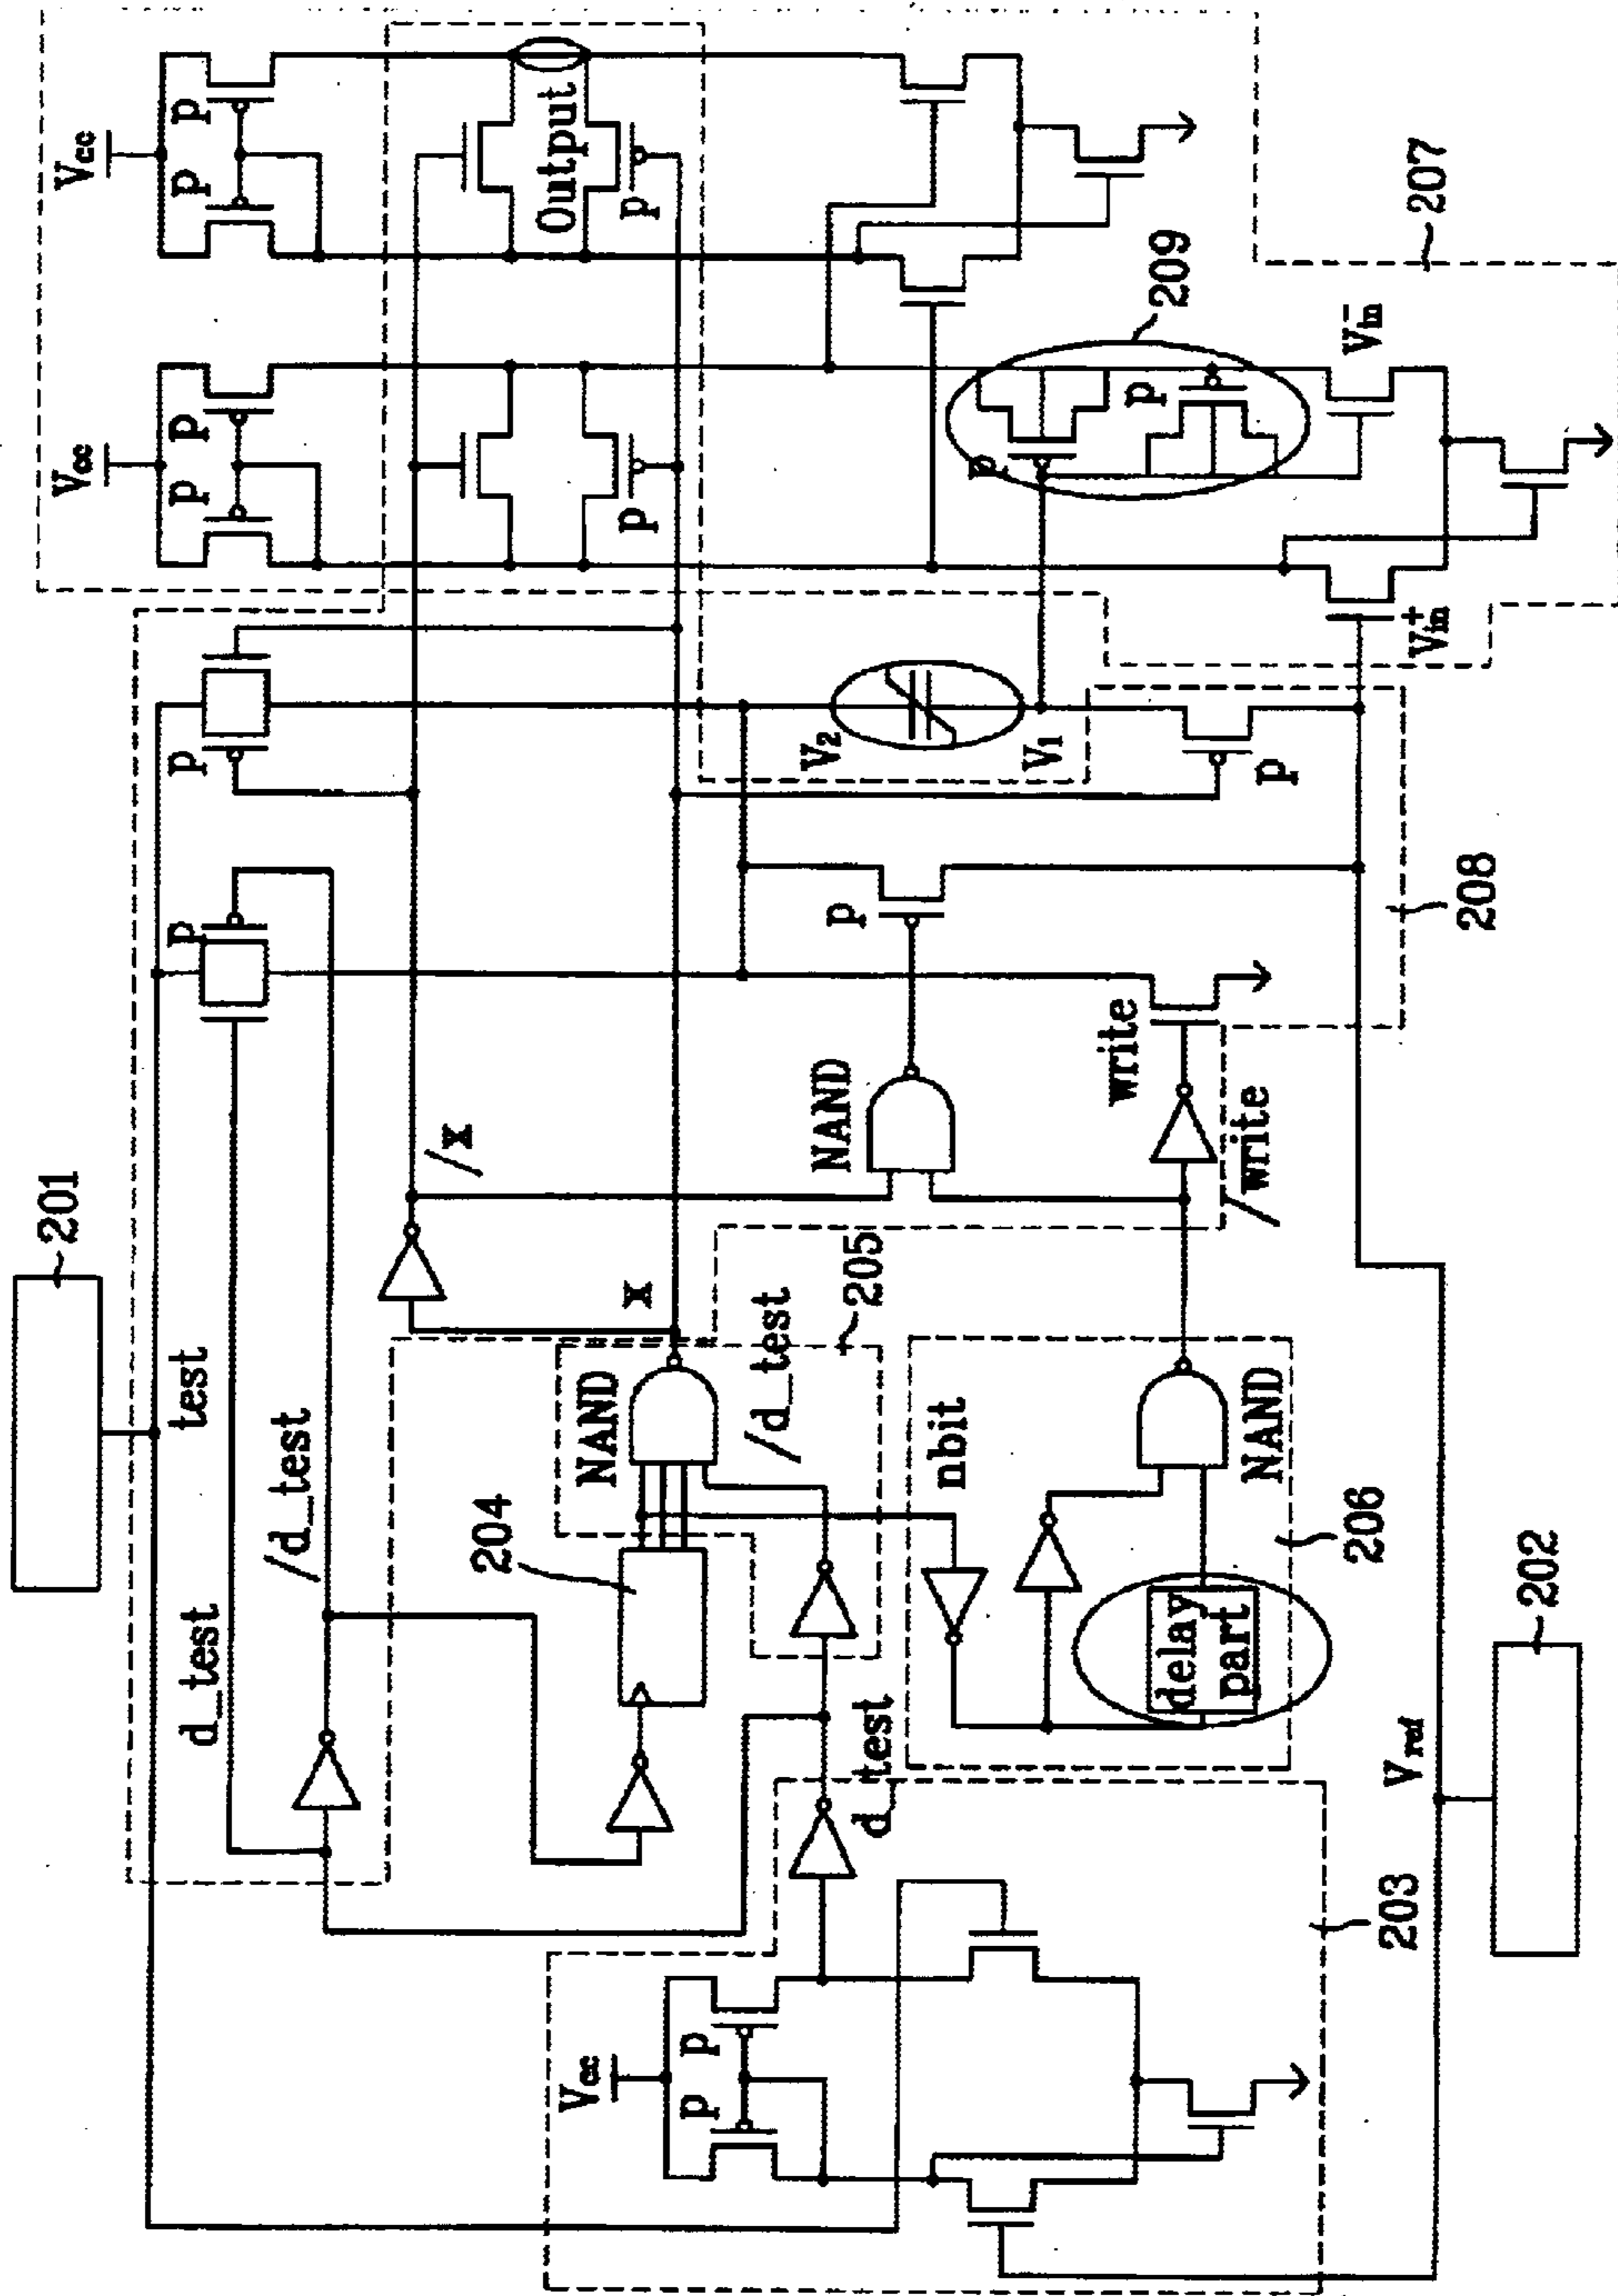 201
test
d_test
/d_test
Vcc
P
P
Vcc
P
P
P
P
/x
x
Output
P
P
204
NAND
/d_test
205
NAND
P
V₂
V₁
P
P
P
209
207
nbit
write
/write
NAND
206
delay
part
d_test
Vcc
P
P
203
Vref
202
208
Vin+
Vin-